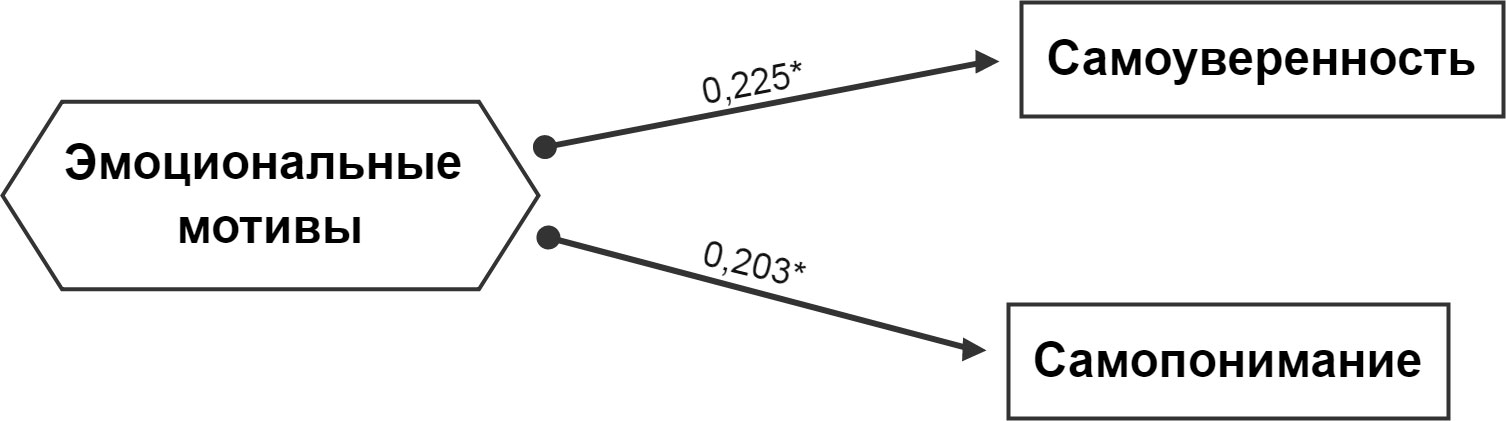 Эмоциональные
мотивы
0,225*
Самоуверенность
0,203*
Самопонимание